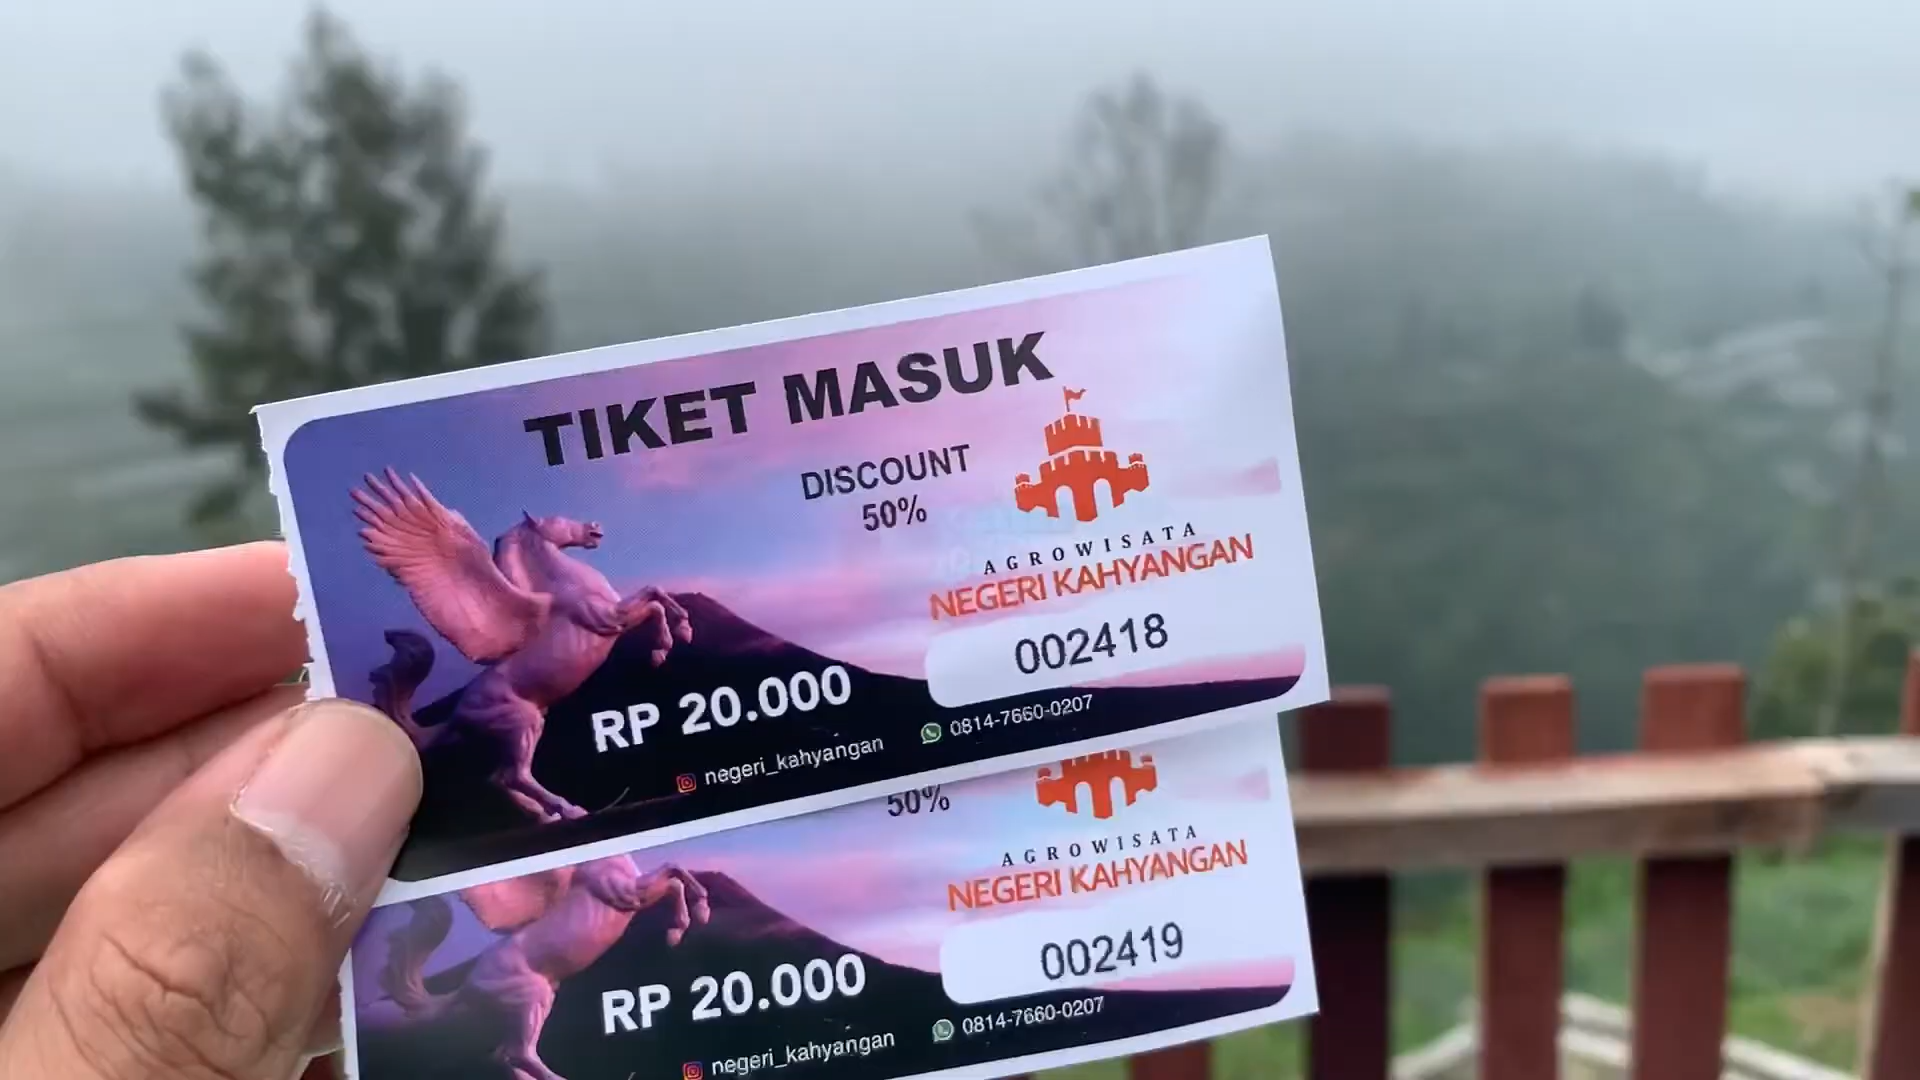 TIKET MASUK
DISCOUNT
50%
AGROWISATA
NEGERI KAHYANGAN
002418
RP 20.000
0814-7660-0207
negeri_kahyangan
50%
AGROWISATA
NEGERI KAHYANGAN
002419
RP 20.000
0814-7660-0207
negeri_kahyangan